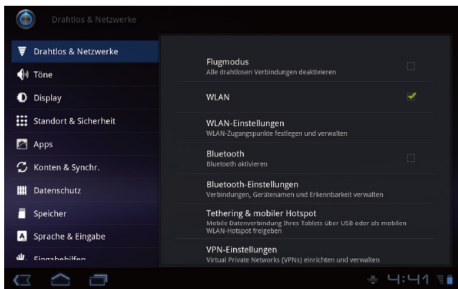 Drahtlos & Netzwerke
Drahtlos & Netzwerke
Töne
Display
Standort & Sicherheit
Apps
Konten & Synchr.
Datenschutz
Speicher
A Sprache & Eingabe
Eingabehilfen
Flugmodus
Alle drahtlosen Verbindungen deaktivieren
WLAN
WLAN-Einstellungen
WLAN-Zugangspunkte festlegen und verwalten
Bluetooth
Bluetooth aktivieren
Bluetooth-Einstellungen
Verbindungen, Gerätenamen und Erkennbarkeit verwalten
Tethering & mobiler Hotspot
Mobile Datenverbindung Ihres Tablets über USB oder als mobilen
WLAN-Hotspot freigeben
VPN-Einstellungen
Virtual Private Networks (VPNs) einrichten und verwalten
4:41